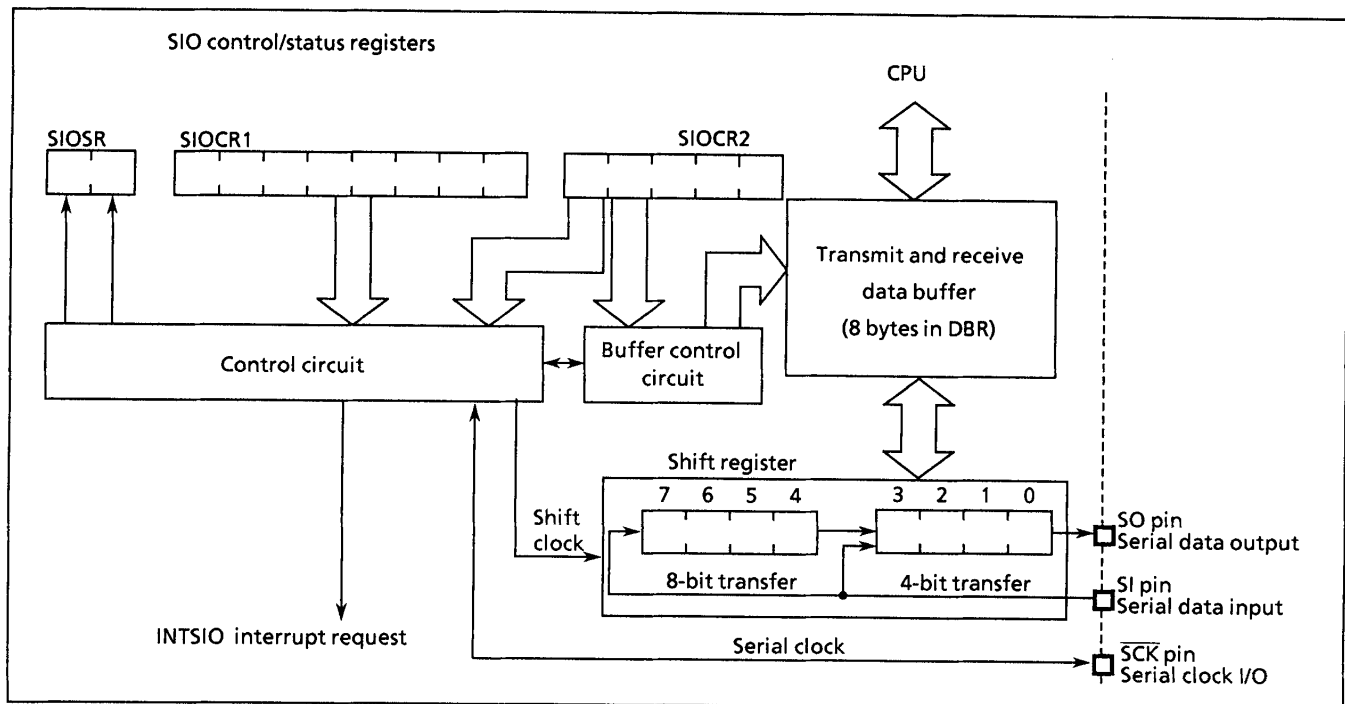 SIO control/status registers
CPU
SIOSR
SIOCR1
SIOCR2
Transmit and receive
data buffer
(8 bytes in DBR)
Control circuit
Buffer control
circuit
Shift register
7 6 5 4 3 2 1 0
Shift
clock
SO pin
Serial data output
8-bit transfer
4-bit transfer
SI pin
Serial data input
INTSIO interrupt request
Serial clock
S̅C̅K̅ pin
Serial clock I/O